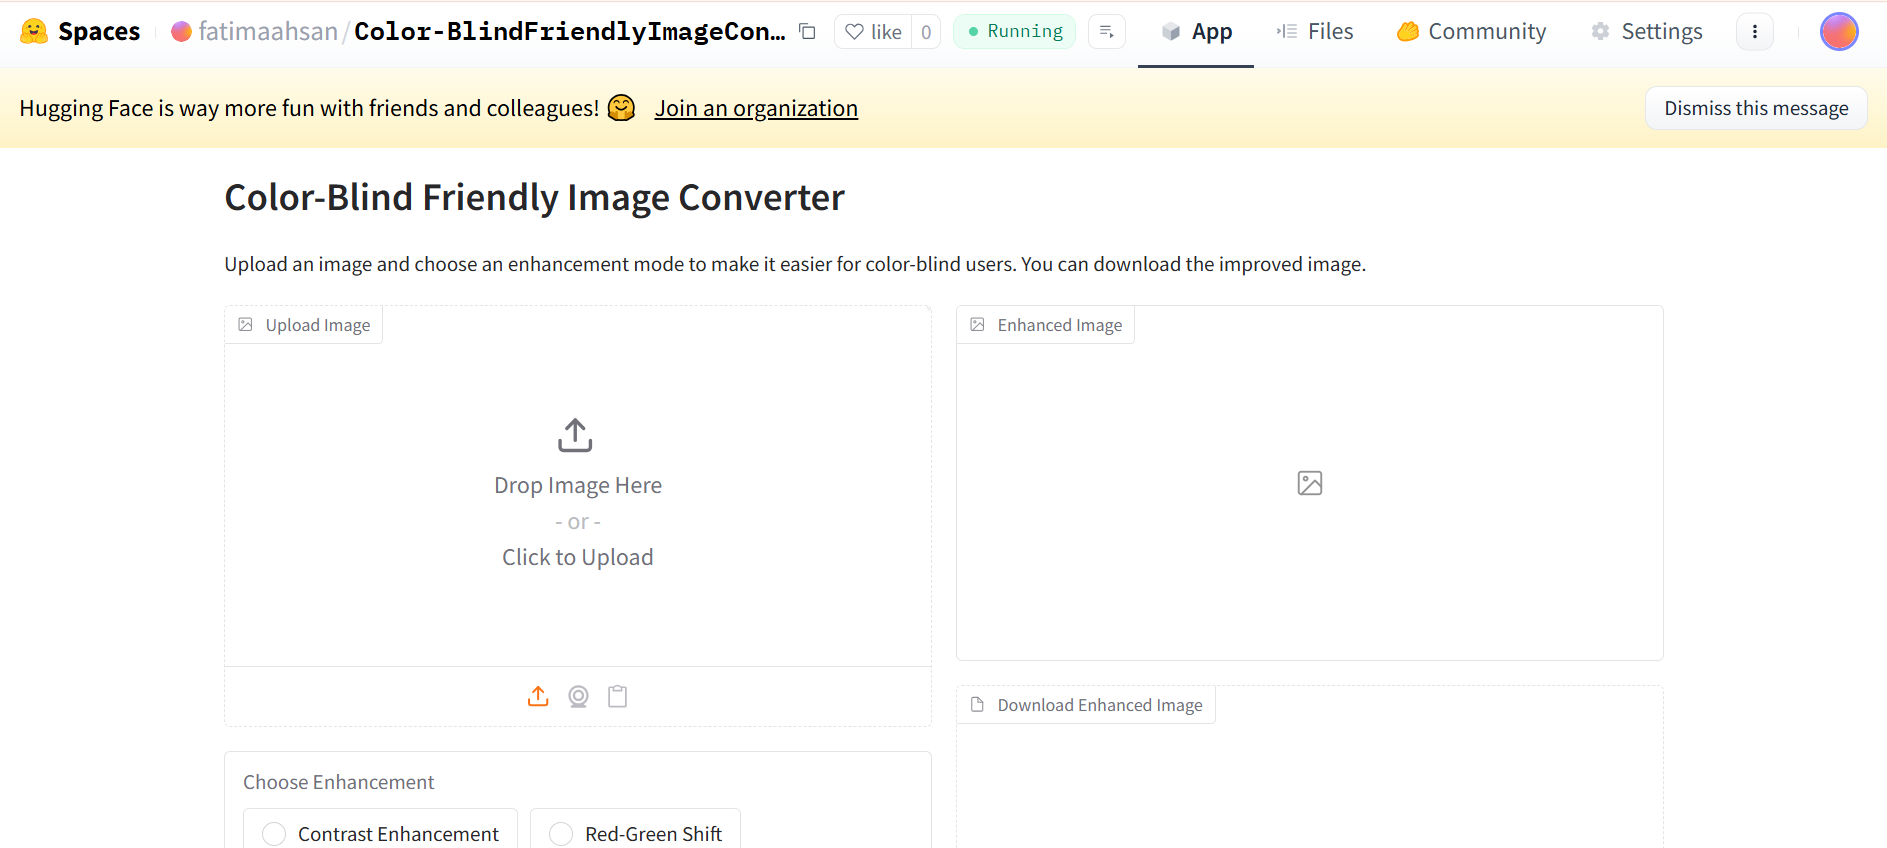 Spaces fatimaahsan/Color-BlindFriendlyImageCon… like 0 Running App Files Community Settings
Hugging Face is way more fun with friends and colleagues! 🤗 Join an organization Dismiss this message
Color-Blind Friendly Image Converter
Upload an image and choose an enhancement mode to make it easier for color-blind users. You can download the improved image.
Upload Image
Drop Image Here
- or -
Click to Upload
Choose Enhancement
Contrast Enhancement Red-Green Shift
Enhanced Image
Download Enhanced Image